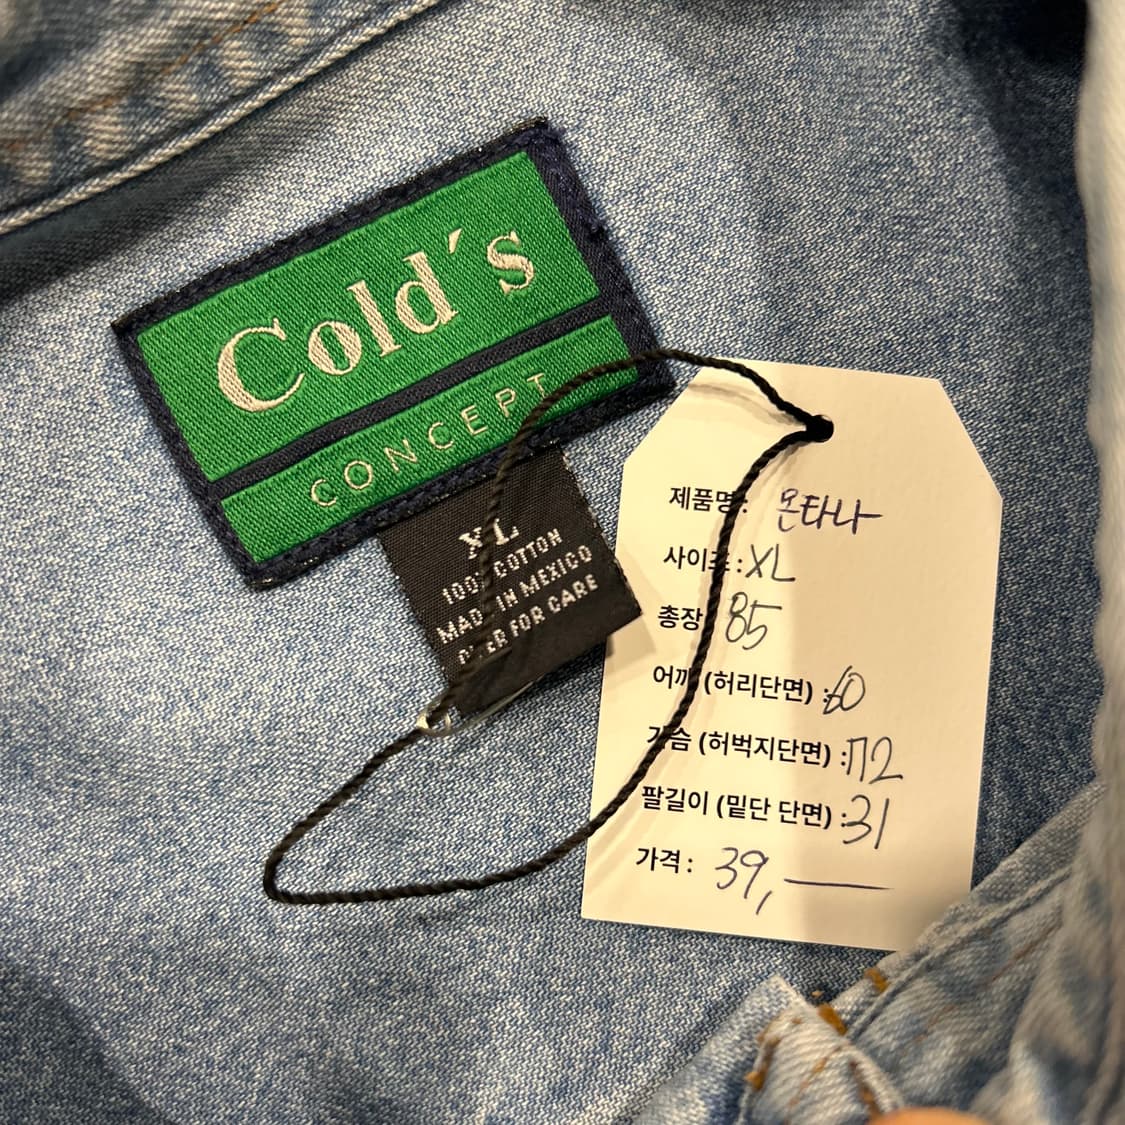 Cold's
CONCEPT
XL
100% COTTON
MADE IN MEXICO
OVER FOR CARE
제품명: 몬타나
사이즈 : XL
총장 85
어깨 (허리단면) : 60
가슴 (허벅지단면) : 72
팔길이 (밑단 단면) : 31
가격 : 39,—